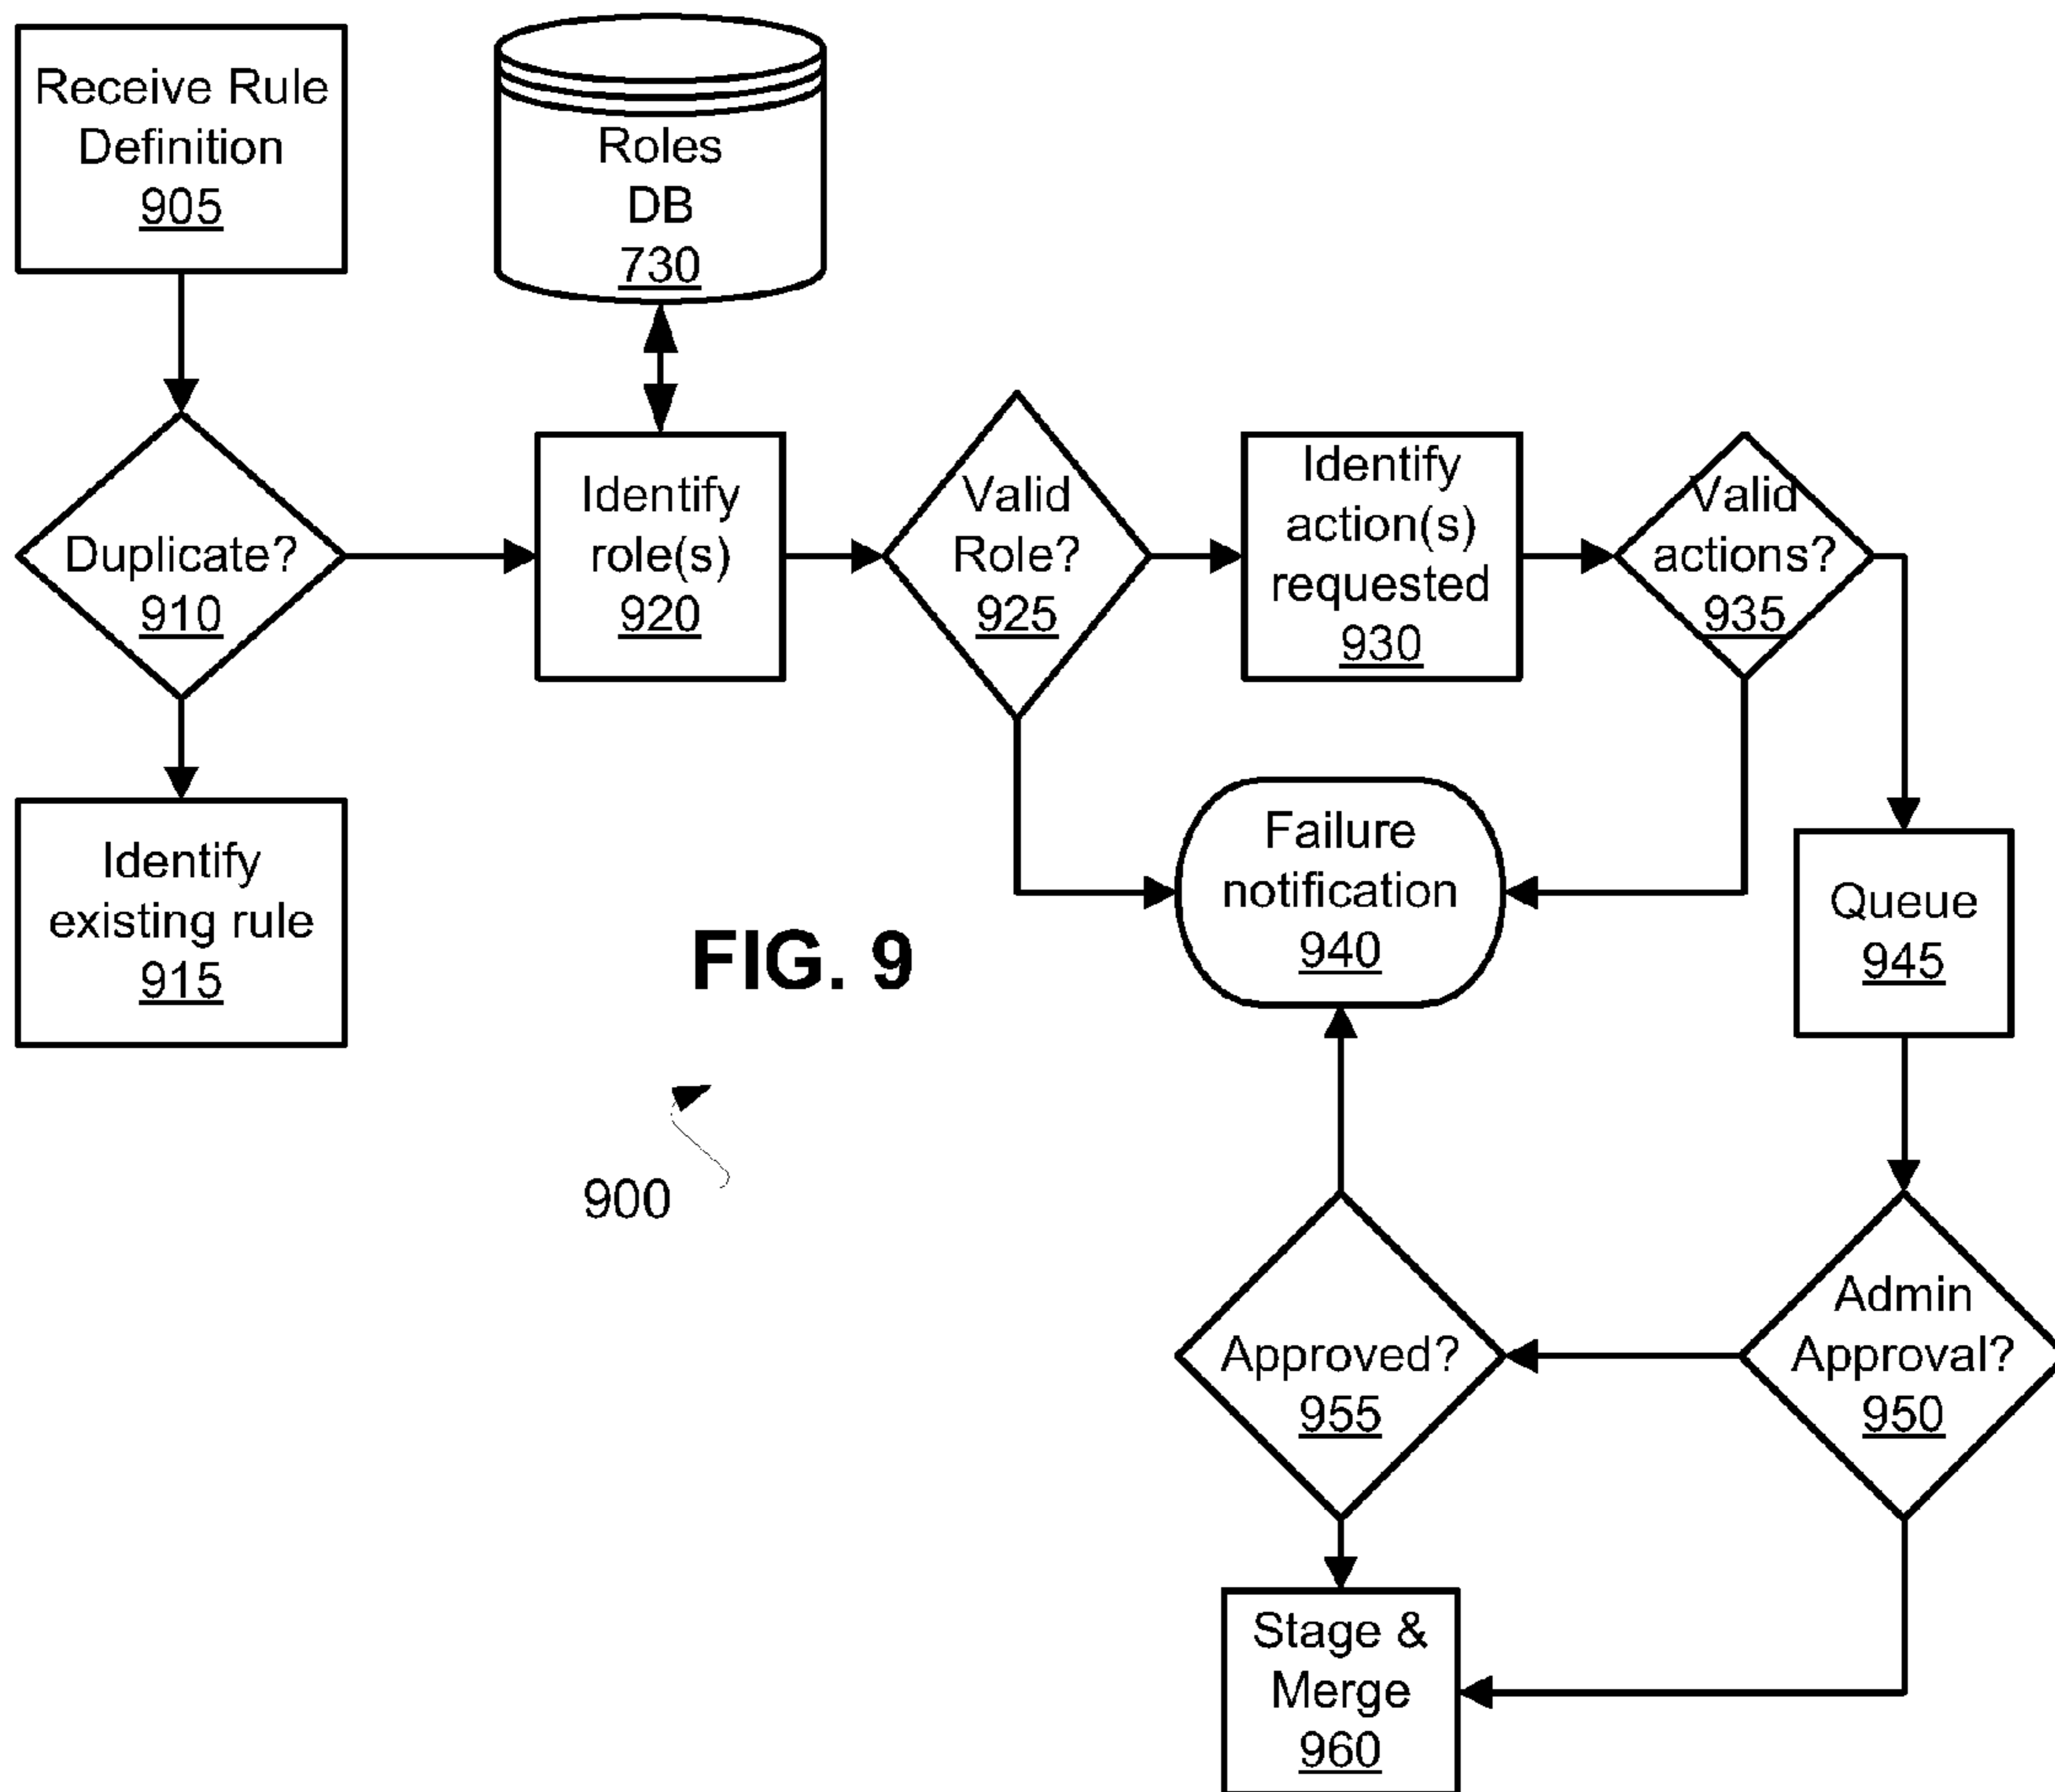 Receive Rule
Definition
905
Roles
DB
730
Duplicate?
910
Identify
role(s)
920
Valid
Role?
925
Identify
action(s)
requested
930
Valid
actions?
935
Identify
existing rule
915
FIG. 9
900
Failure
notification
940
Queue
945
Approved?
955
Admin
Approval?
950
Stage &
Merge
960